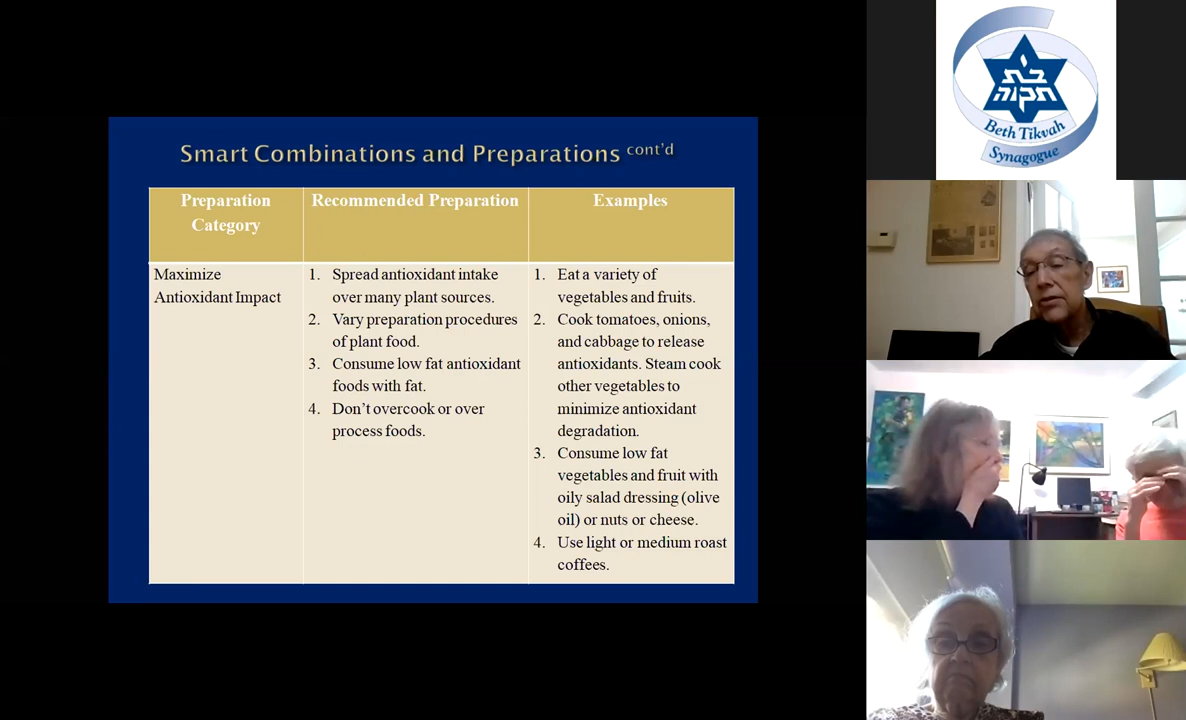 Smart Combinations and Preparations cont'd
Preparation
Category
Recommended Preparation
Examples
Maximize
Antioxidant Impact
1. Spread antioxidant intake
over many plant sources.
2. Vary preparation procedures
of plant food.
3. Consume low fat antioxidant
foods with fat.
4. Don't overcook or over
process foods.
1. Eat a variety of
vegetables and fruits.
2. Cook tomatoes, onions,
and cabbage to release
antioxidants. Steam cook
other vegetables to
minimize antioxidant
degradation.
3. Consume low fat
vegetables and fruit with
oily salad dressing (olive
oil) or nuts or cheese.
4. Use light or medium roast
coffees.
בת
תקוה
Beth Tikvah
Synagogue